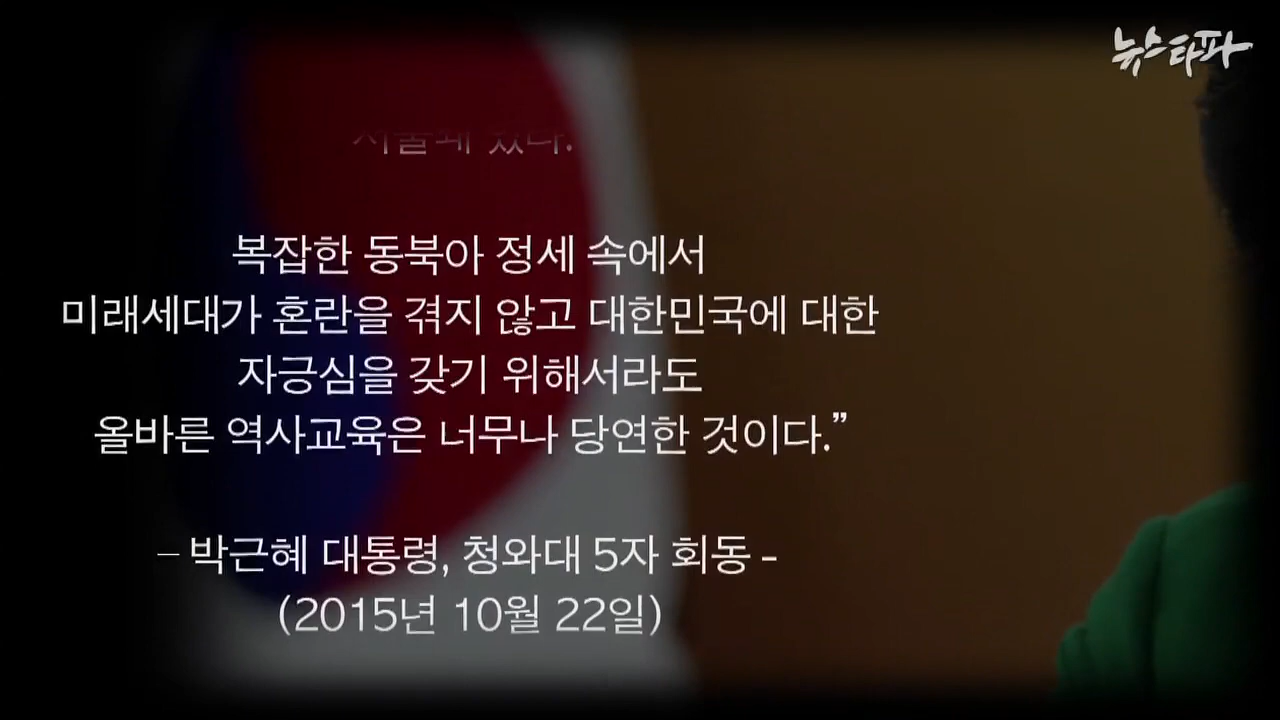 뉴스타파
있다.
복잡한 동북아 정세 속에서
미래세대가 혼란을 겪지 않고 대한민국에 대한
자긍심을 갖기 위해서라도
올바른 역사교육은 너무나 당연한 것이다.”
– 박근혜 대통령, 청와대 5자 회동 -
(2015년 10월 22일)